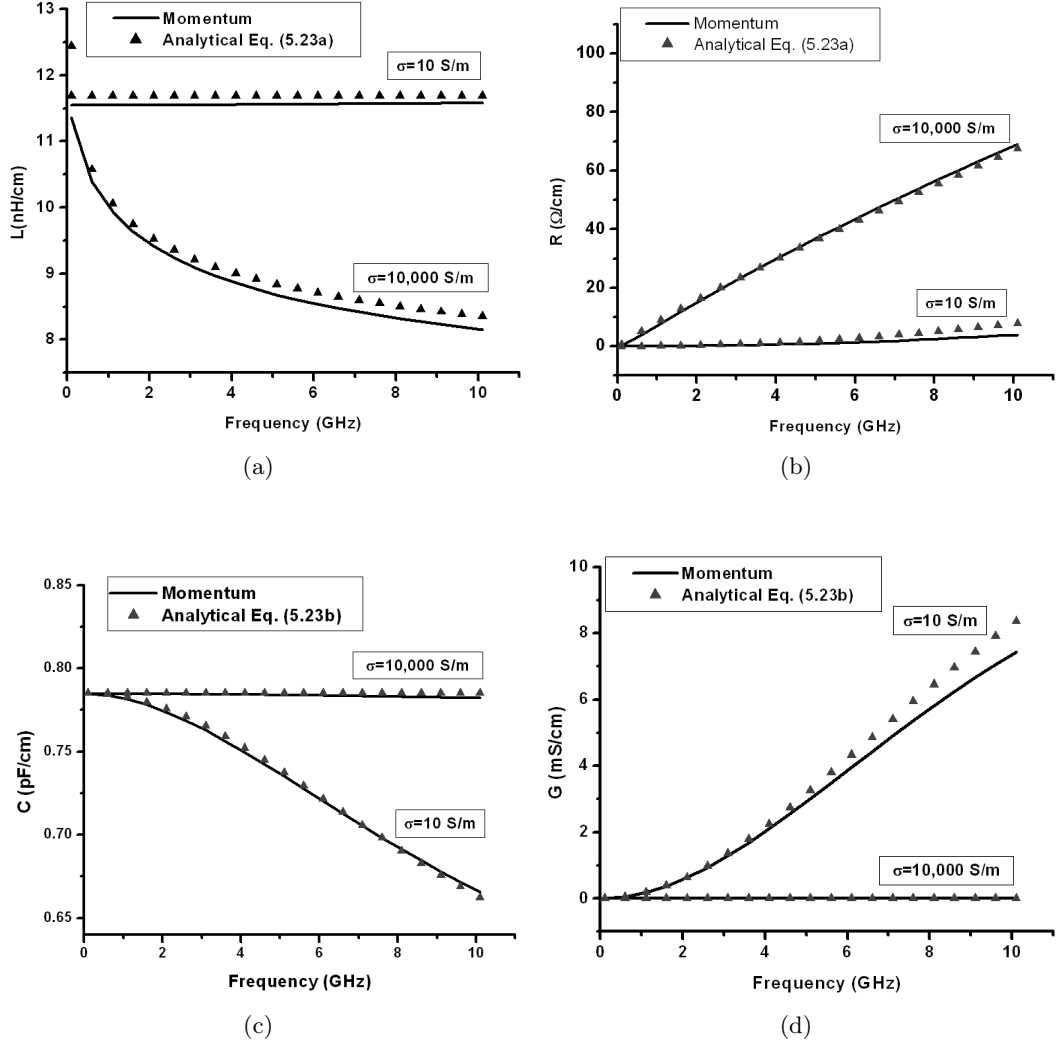 Momentum
Analytical Eq. (5.23a)
σ=10 S/m
σ=10,000 S/m
L(nH/cm)
13
12
11
10
9
8
0
2
4
6
8
10
Frequency (GHz)
(a)
Momentum
Analytical Eq. (5.23a)
σ=10,000 S/m
σ=10 S/m
R (Ω/cm)
100
80
60
40
20
0
0
2
4
6
8
10
Frequency (GHz)
(b)
Momentum
Analytical Eq. (5.23b)
σ=10,000 S/m
σ=10 S/m
C (pF/cm)
0.85
0.80
0.75
0.70
0.65
0
2
4
6
8
10
Frequency (GHz)
(c)
Momentum
Analytical Eq. (5.23b)
σ=10 S/m
σ=10,000 S/m
G (mS/cm)
10
8
6
4
2
0
0
2
4
6
8
10
Frequency (GHz)
(d)